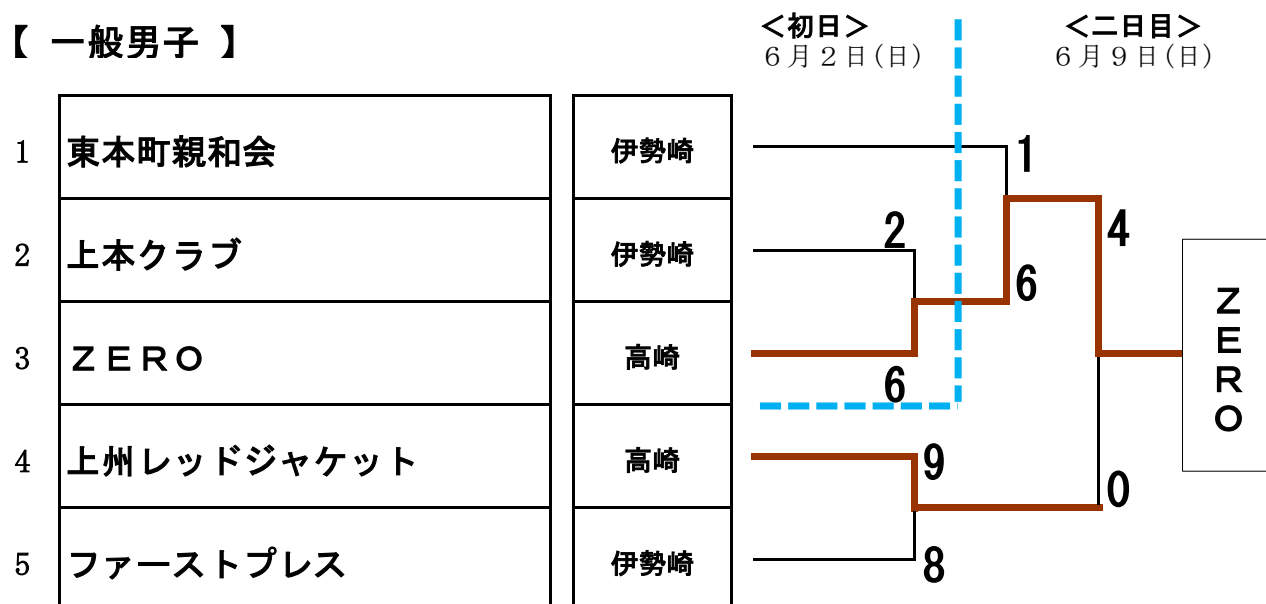 【 一般男子 】
＜初日＞
６月２日(日)
＜二日目＞
６月９日(日)
1 東本町親和会 伊勢崎
2 上本クラブ 伊勢崎
3 ＺＥＲＯ 高崎
4 上州レッドジャケット 高崎
5 ファーストプレス 伊勢崎
1
2
6
6
4
9
8
0
ＺＥＲＯ